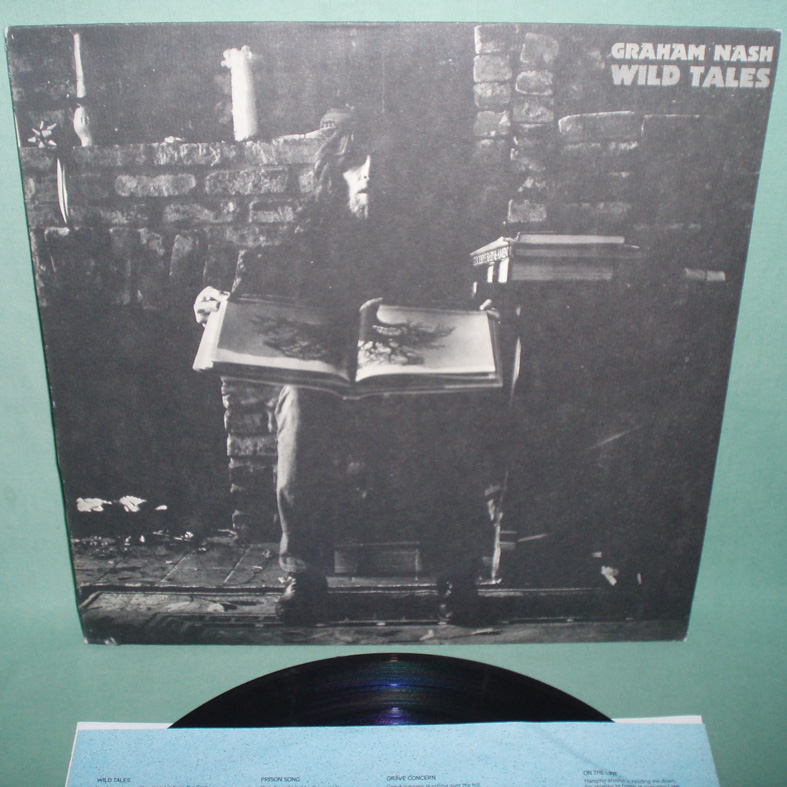 GRAHAM NASH
WILD TALES
WILD TALES
PRISON SONG
GRAVE CONCERN
ON THE LINE